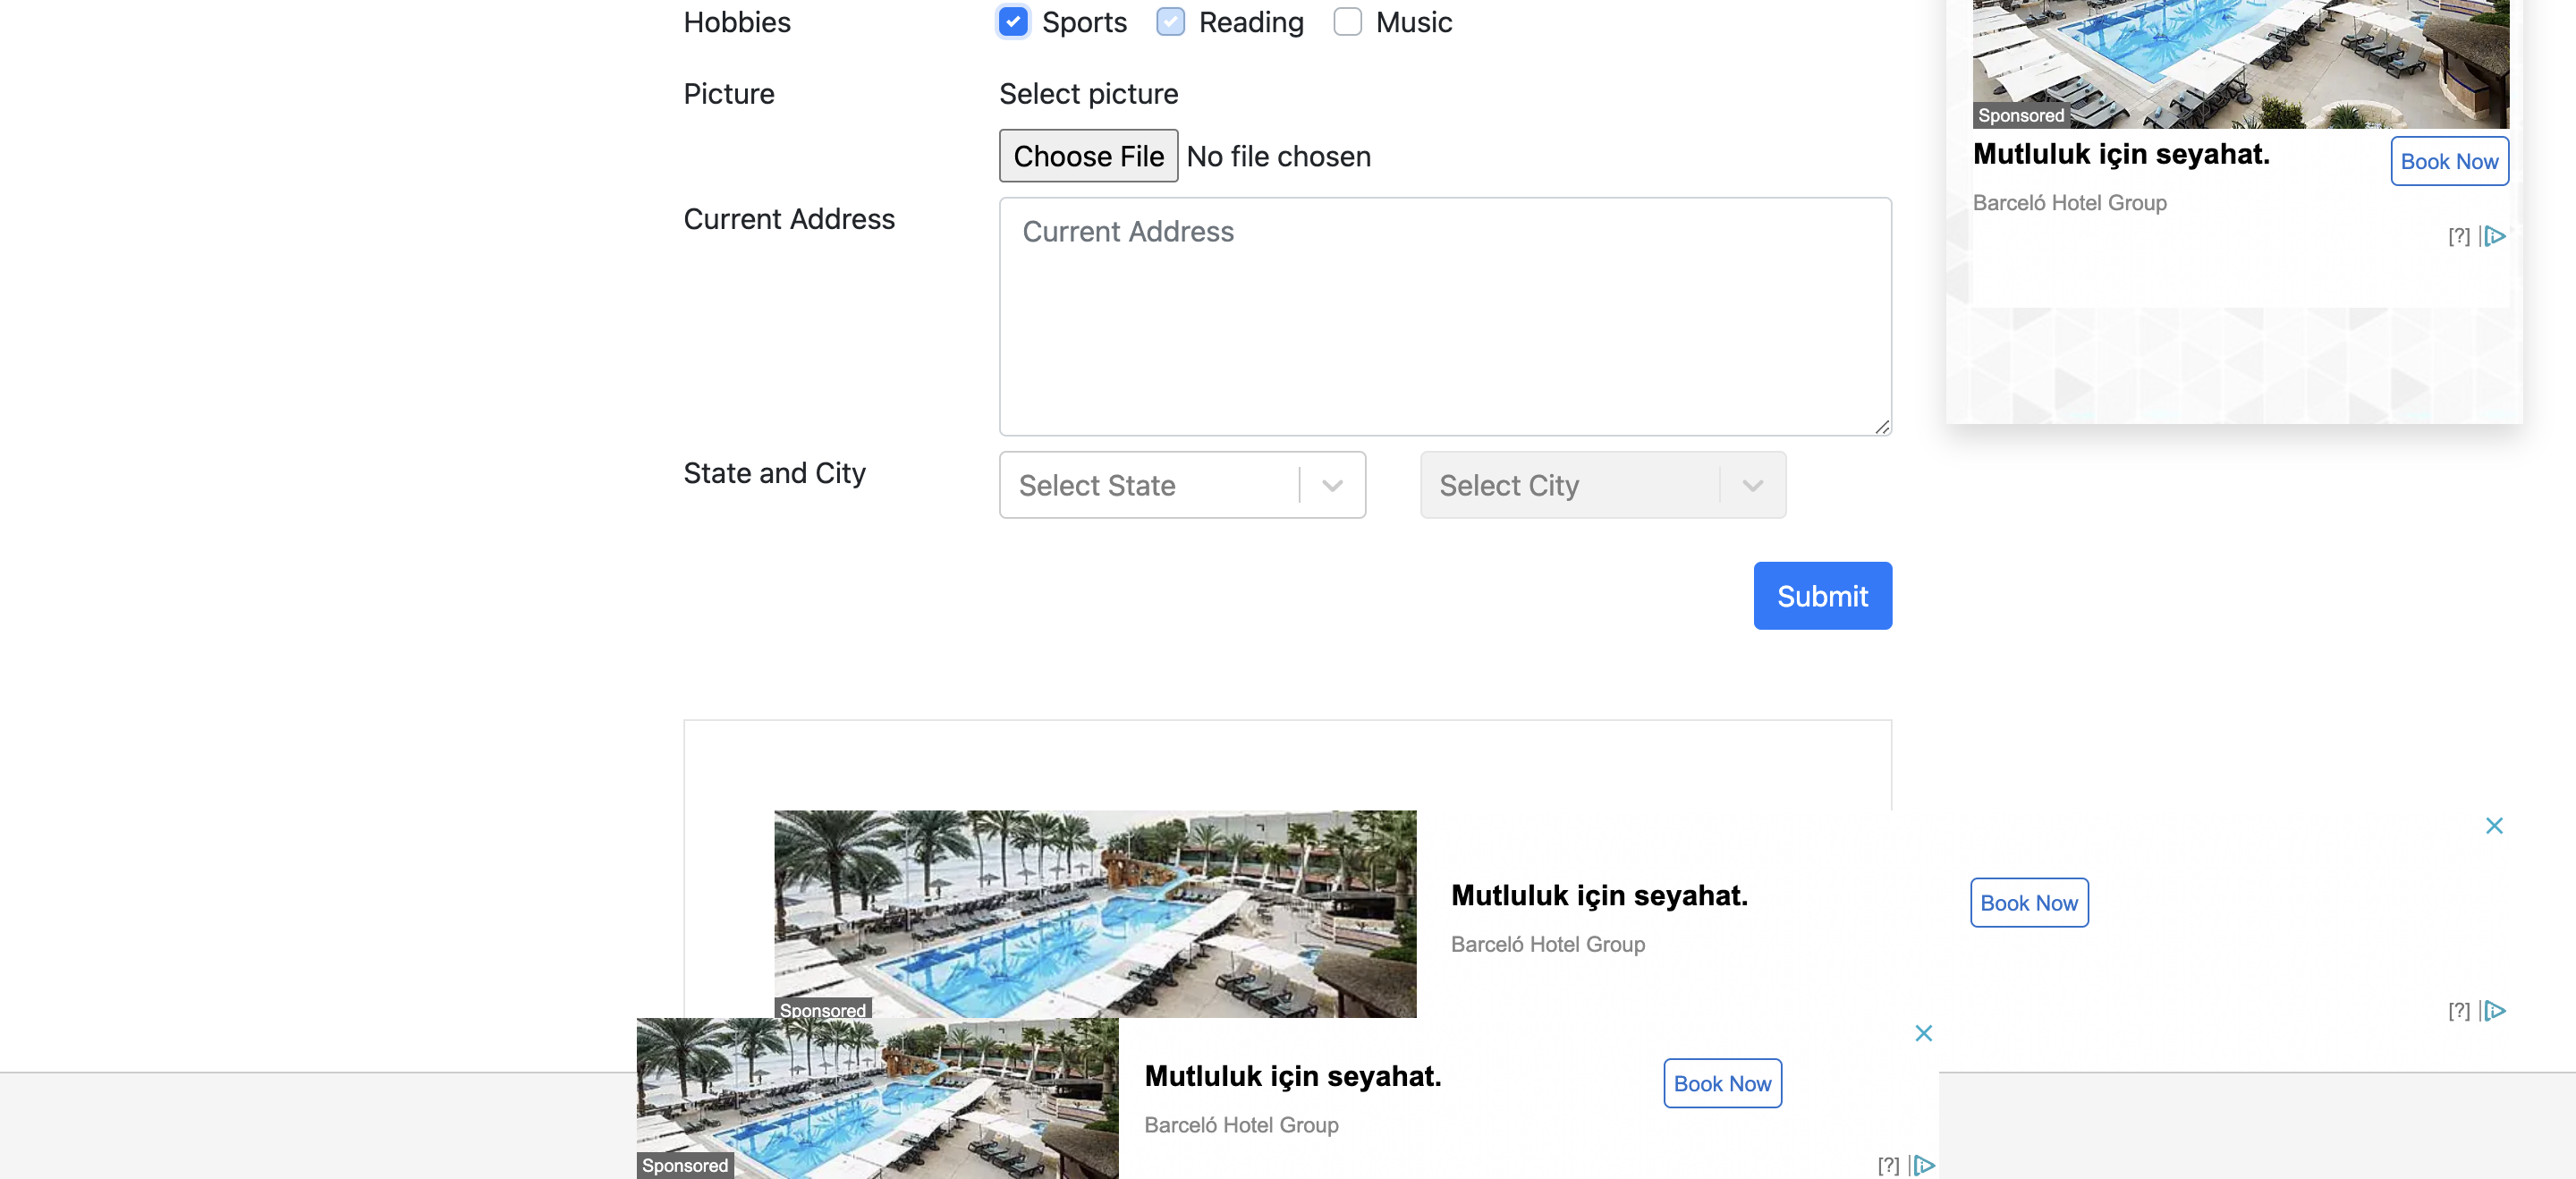 Hobbies
Sports
Reading
Music
Picture
Select picture
Choose File
No file chosen
Current Address
Current Address
State and City
Select State
Select City
Submit
Sponsored
Mutluluk için seyahat.
Book Now
Barceló Hotel Group
[?]
Mutluluk için seyahat.
Barceló Hotel Group
Book Now
Sponsored
[?]
Mutluluk için seyahat.
Barceló Hotel Group
Book Now
Sponsored
[?]